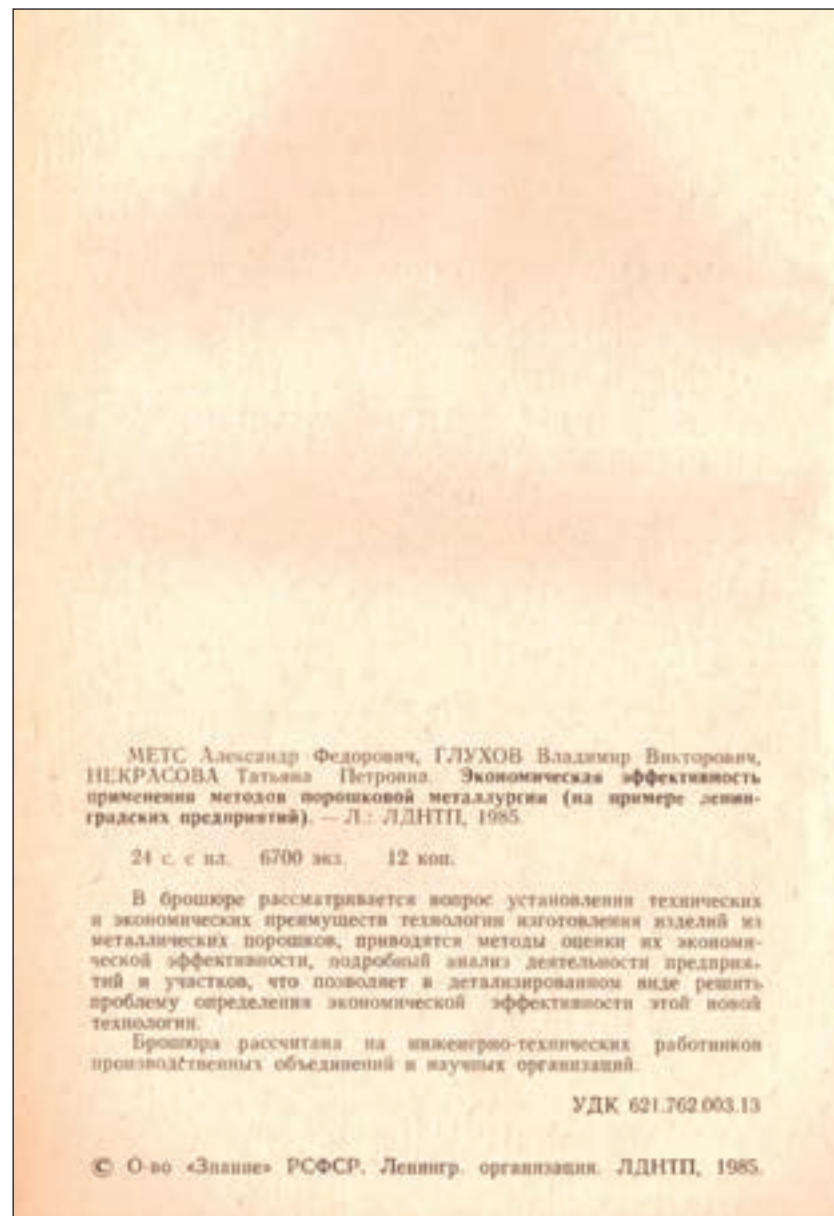 МЕТС Александр Федорович, ГЛУХОВ Владимир Викторович,
НЕКРАСОВА Татьяна Петровна. Экономическая эффективность
применения методов порошковой металлургии (на примере ленин-
градских предприятий). — Л.: ЛДНТП, 1985.
24 с. с ил. 6700 экз. 12 коп.
В брошюре рассматривается вопрос установления технических
и экономических преимуществ технологии изготовления изделий из
металлических порошков, приводятся методы оценки их экономи-
ческой эффективности, подробный анализ деятельности предприя-
тий и участков, что позволяет в детализированном виде решить
проблему определения экономической эффективности этой новой
технологии.
Брошюра рассчитана на инженерно-технических работников
производственных объединений и научных организаций.
УДК 621.762.003.13
© О-во «Знание» РСФСР. Ленингр. организация. ЛДНТП, 1985.